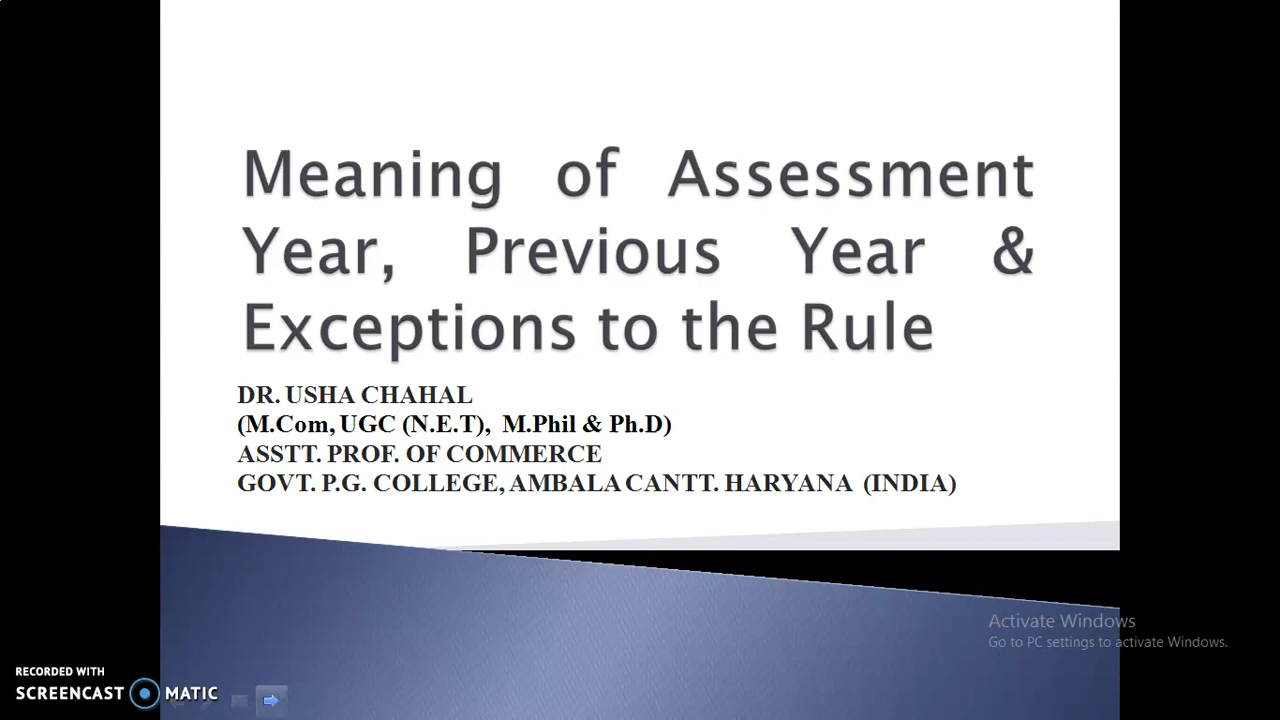 Meaning of Assessment
Year, Previous Year &
Exceptions to the Rule
DR. USHA CHAHAL
(M.Com, UGC (N.E.T), M.Phil & Ph.D)
ASSTT. PROF. OF COMMERCE
GOVT. P.G. COLLEGE, AMBALA CANTT. HARYANA (INDIA)
Activate Windows
Go to PC settings to activate Windows.
RECORDED WITH
SCREENCAST MATIC